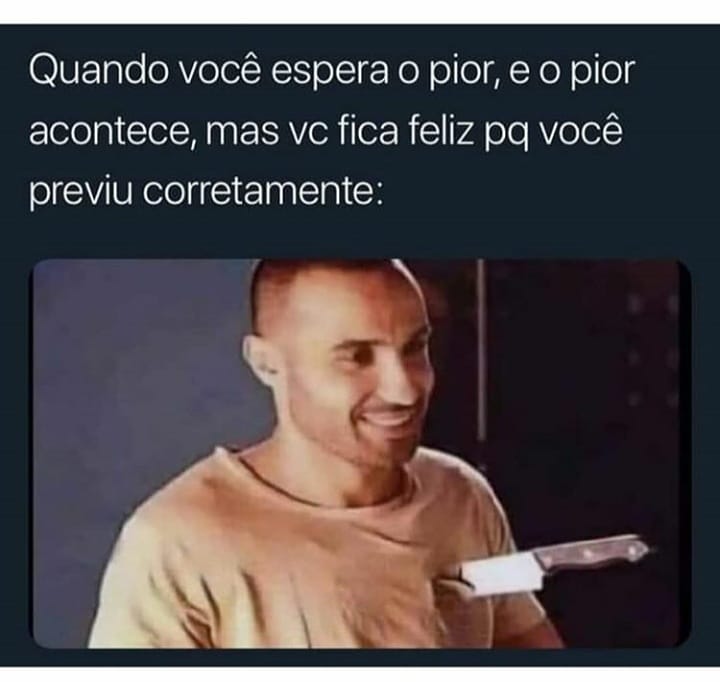 Quando você espera o pior, e o pior
acontece, mas vc fica feliz pq você
previu corretamente: